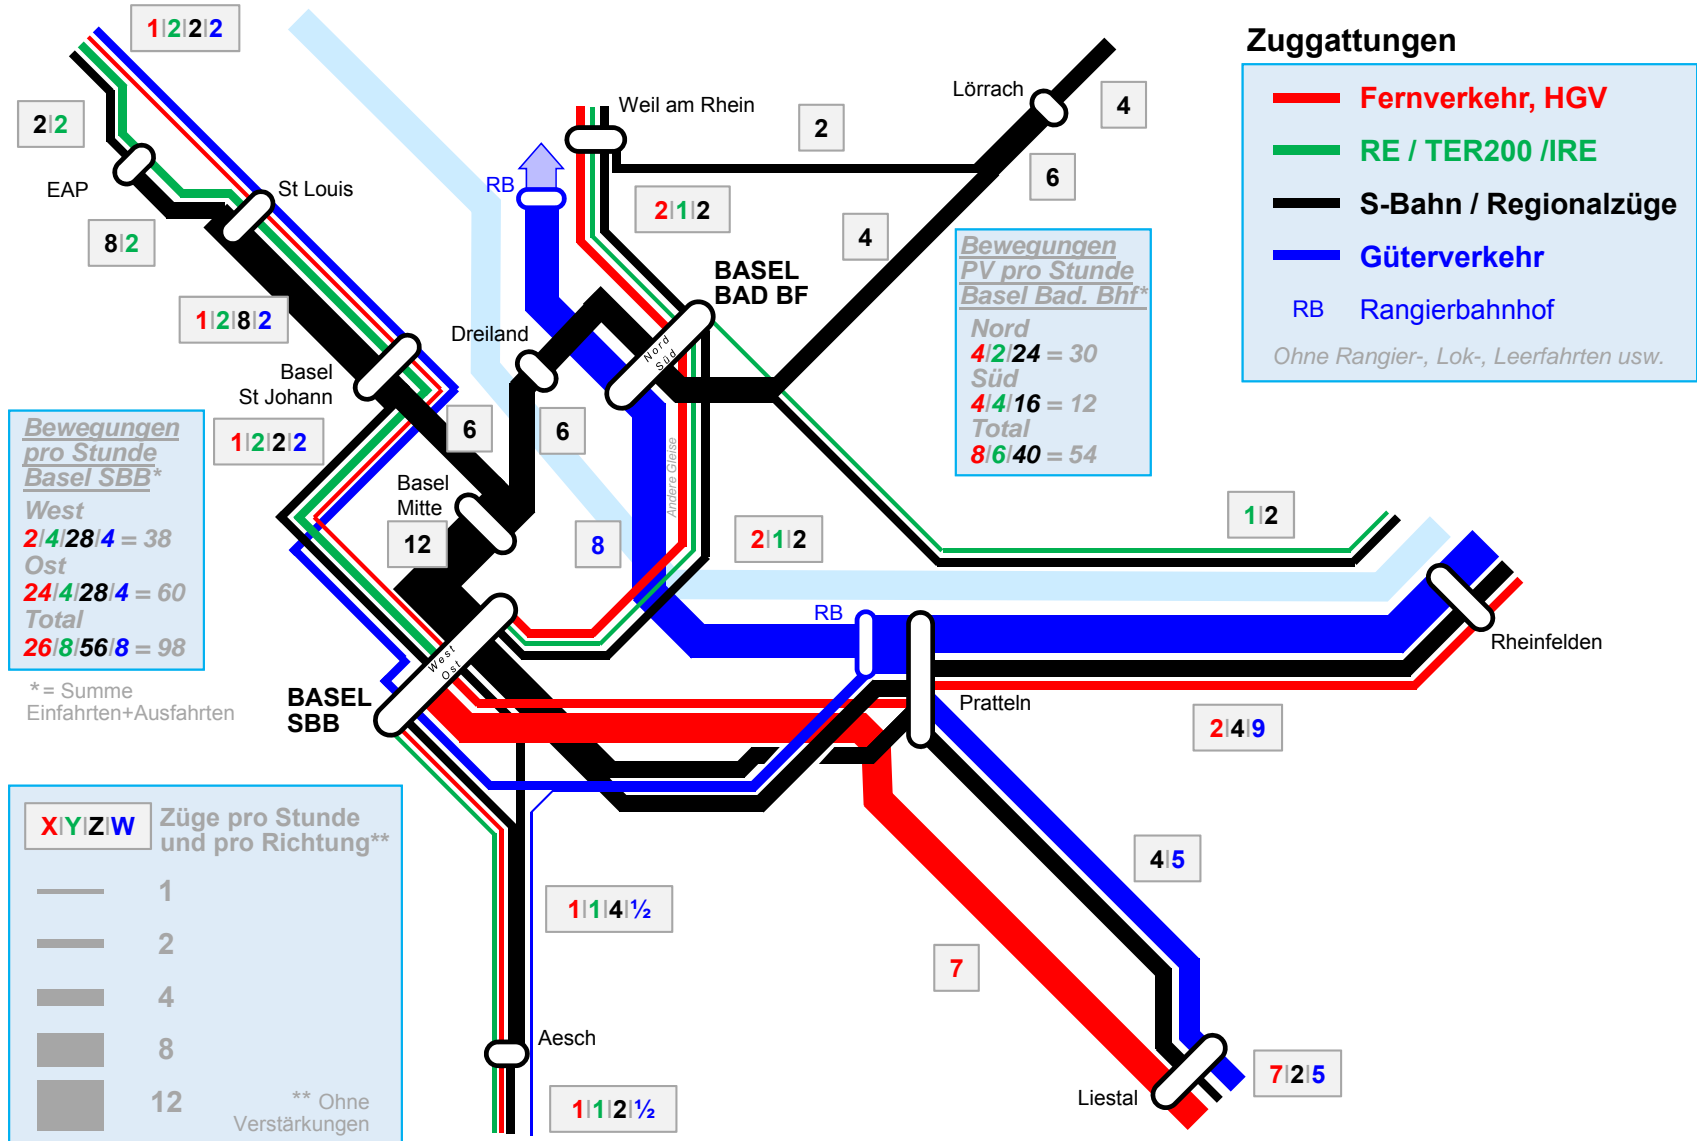 1|2|2|2
Zuggattungen
Fernverkehr, HGV
RE / TER200 /IRE
S-Bahn / Regionalzüge
Güterverkehr
RB Rangierbahnhof
Ohne Rangier-, Lok-, Leerfahrten usw.
Lörrach
4
Weil am Rhein
2
2|2
EAP
St Louis
RB
6
2|1|2
8|2
4
BASEL
BAD BF
Nord
Süd
Bewegungen
PV pro Stunde
Basel Bad. Bhf*
Nord
4/2/24 = 30
Süd
4/4/16 = 12
Total
8/6/40 = 54
1|2|8|2
Dreiland
Basel
St Johann
6
6
1|2|2|2
Bewegungen
pro Stunde
Basel SBB*
West
2/4/28/4 = 38
Ost
24/4/28/4 = 60
Total
26/8/56/8 = 98
* = Summe
Einfahrten+Ausfahrten
Andere Gleise
Basel
Mitte
12
8
2|1|2
1|2
RB
Rheinfelden
West
Ost
BASEL
SBB
Pratteln
2|4|9
X|Y|Z|W Züge pro Stunde
und pro Richtung**
1
2
4
8
12
** Ohne
Verstärkungen
4|5
1|1|4|½
7
Aesch
1|1|2|½
Liestal
7|2|5